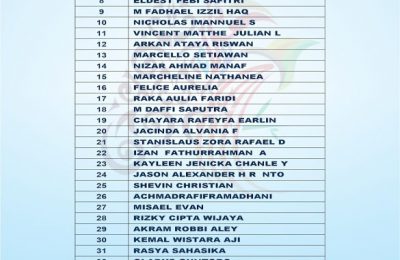 8 ELDEST FEBI SAFITRI
9 M FADHAEL IZZIL HAQ
10 NICHOLAS IMANNUEL S
11 VINCENT MATTHE JULIAN L
12 ARKAN ATAYA RISWAN
13 MARCELLO SETIAWAN
14 NIZAR AHMAD MANAF
15 MARCHELINE NATHANEA
16 FELICE AURELIA
17 RAKA AULIA FARIDI
18 M DAFFI SAPUTRA
19 CHAYARA RAFEYFA EARLIN
20 JACINDA ALVANIA F
21 STANISLAUS ZORA RAFAEL D
22 IZAN FATHURRAHMAN A
23 KAYLEEN JENICKA CHANLE Y
24 JASON ALEXANDER H R NTO
25 SHEVIN CHRISTIAN
26 ACHMADRAFIFRAMADHANI
27 MISAEL EVAN
28 RIZKY CIPTA WIJAYA
29 AKRAM ROBBI ALEY
30 KEMAL WISTARA AJI
31 RASYA SAHASIKA